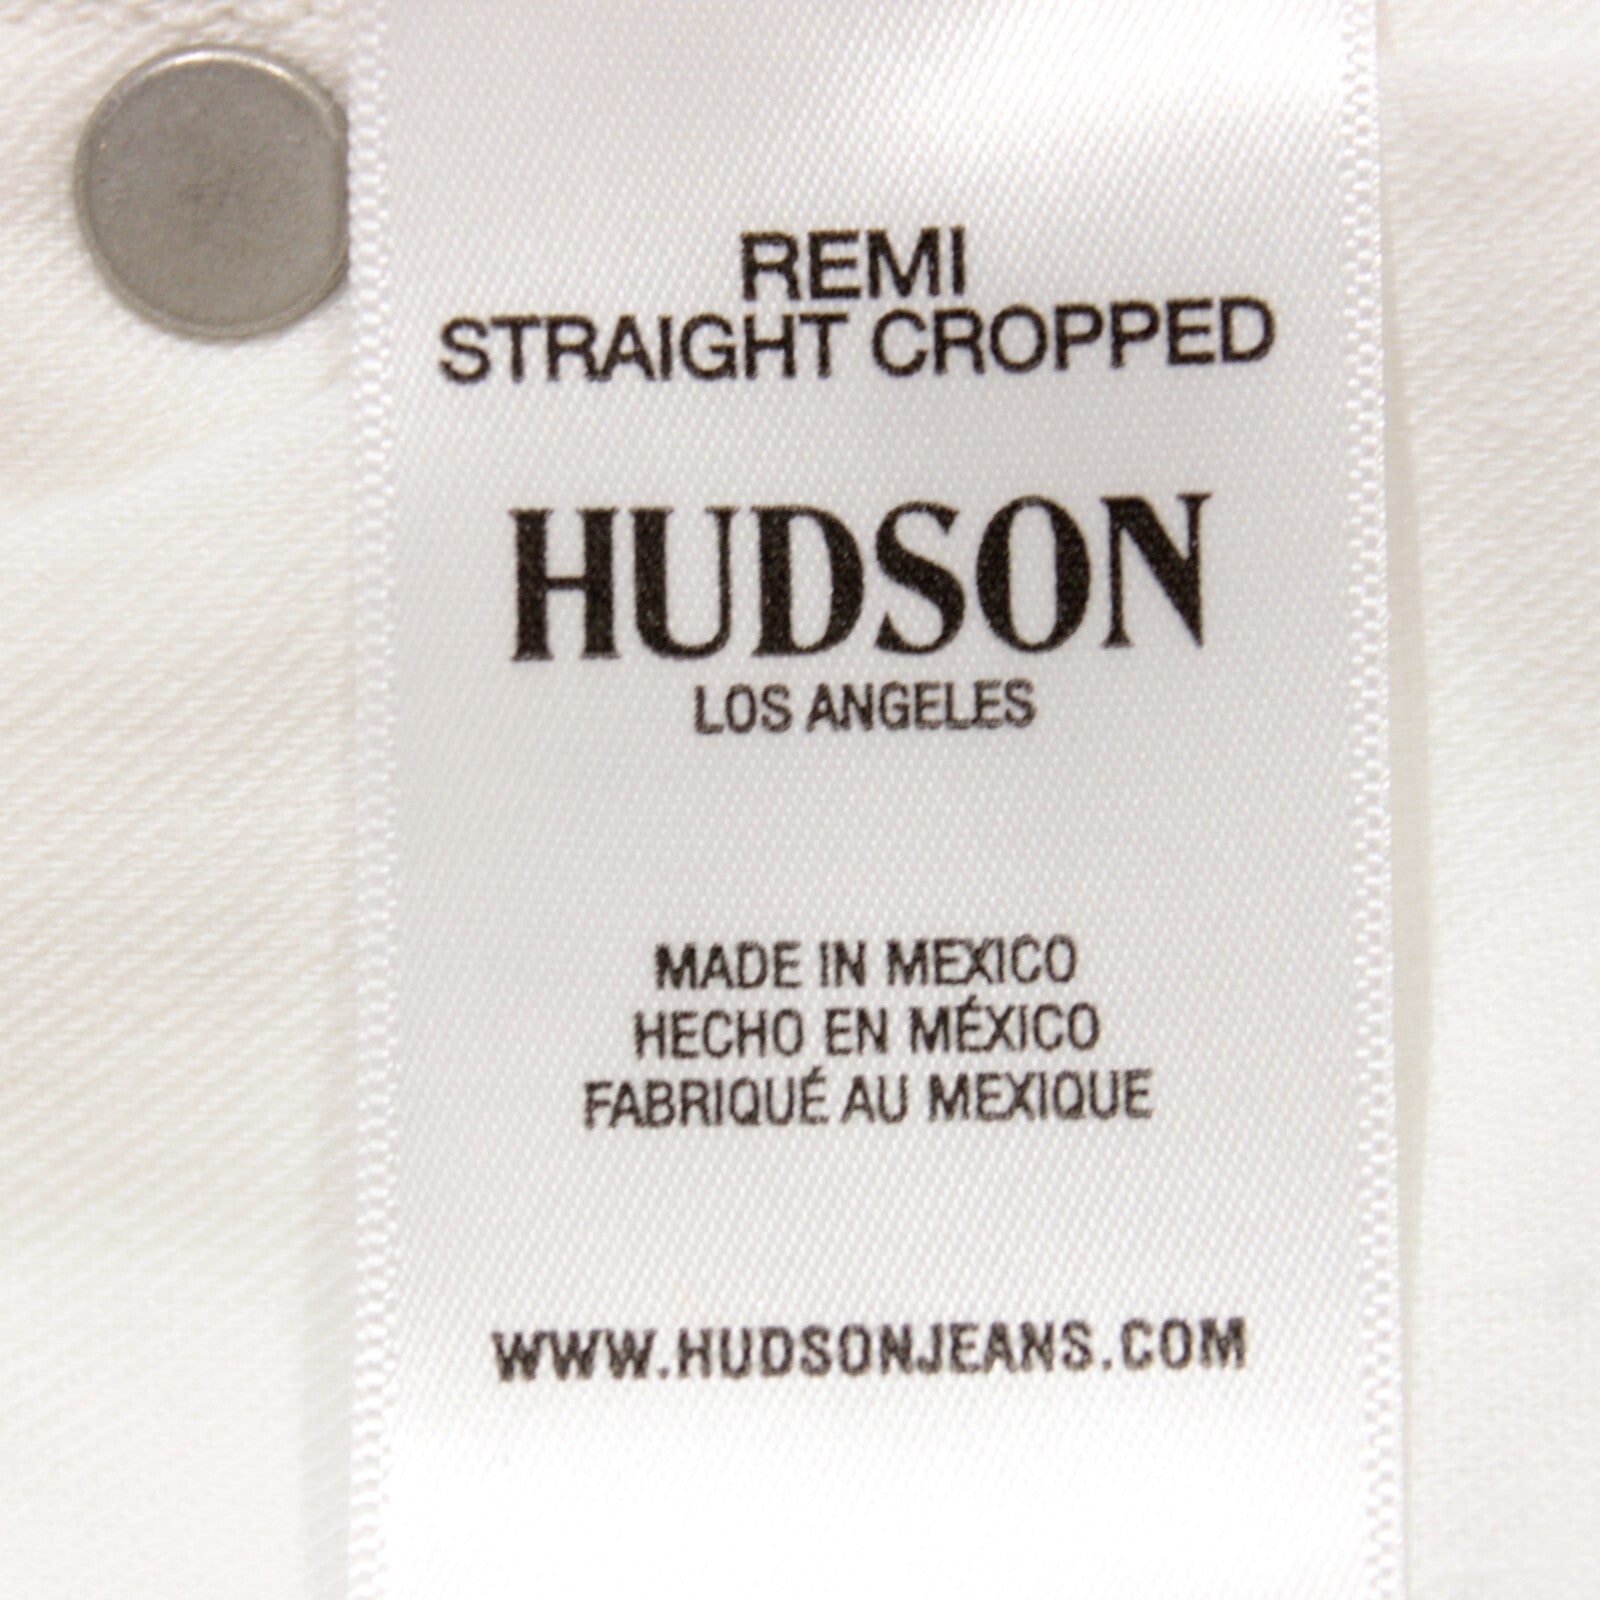 REMI
STRAIGHT CROPPED
HUDSON
LOS ANGELES
MADE IN MEXICO
HECHO EN MÉXICO
FABRIQUÉ AU MEXIQUE
WWW.HUDSONJEANS.COM